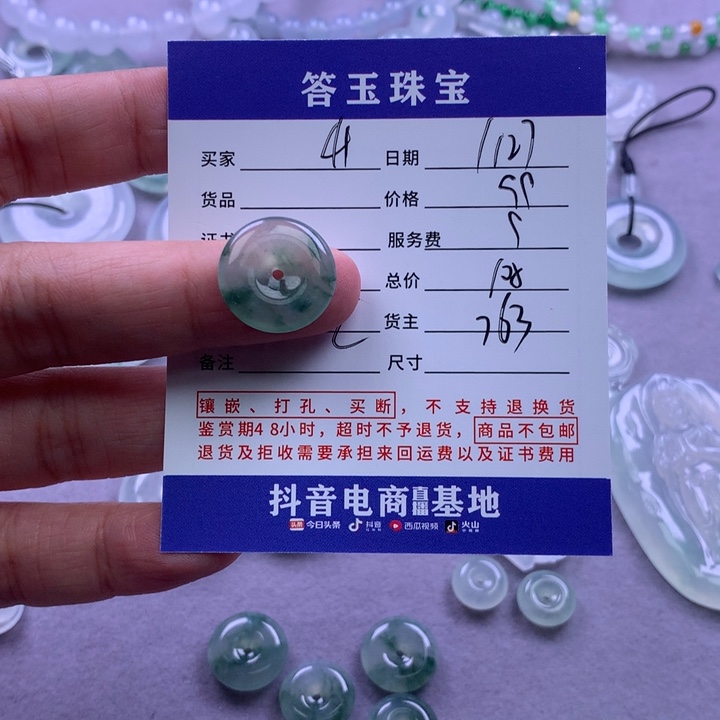 答玉珠宝
买家 41 日期 1127
货品 价格
服务费
总价
货主 763
备注 尺寸
镶嵌、打孔、买断，不支持退换货
鉴赏期48小时，超时不予退货，商品不包邮
退货及拒收需要承担来回运费以及证书费用
抖音电商直播基地
头条 今日头条 抖音 西瓜视频 火山